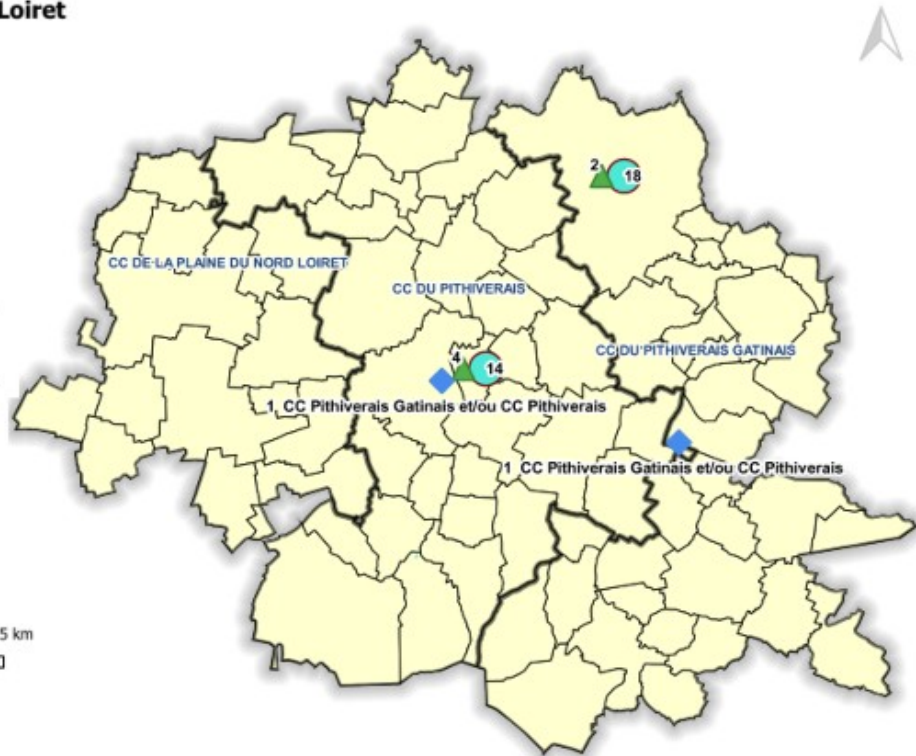 Loiret
2 18
CC DE LA PLAINE DU NORD LOIRET
CC DU PITHIVERAIS
CC DU PITHIVERAIS GATINAIS
4 14
1 CC Pithiverais Gatinais et/ou CC Pithiverais
1 CC Pithiverais Gatinais et/ou CC Pithiverais
5 km